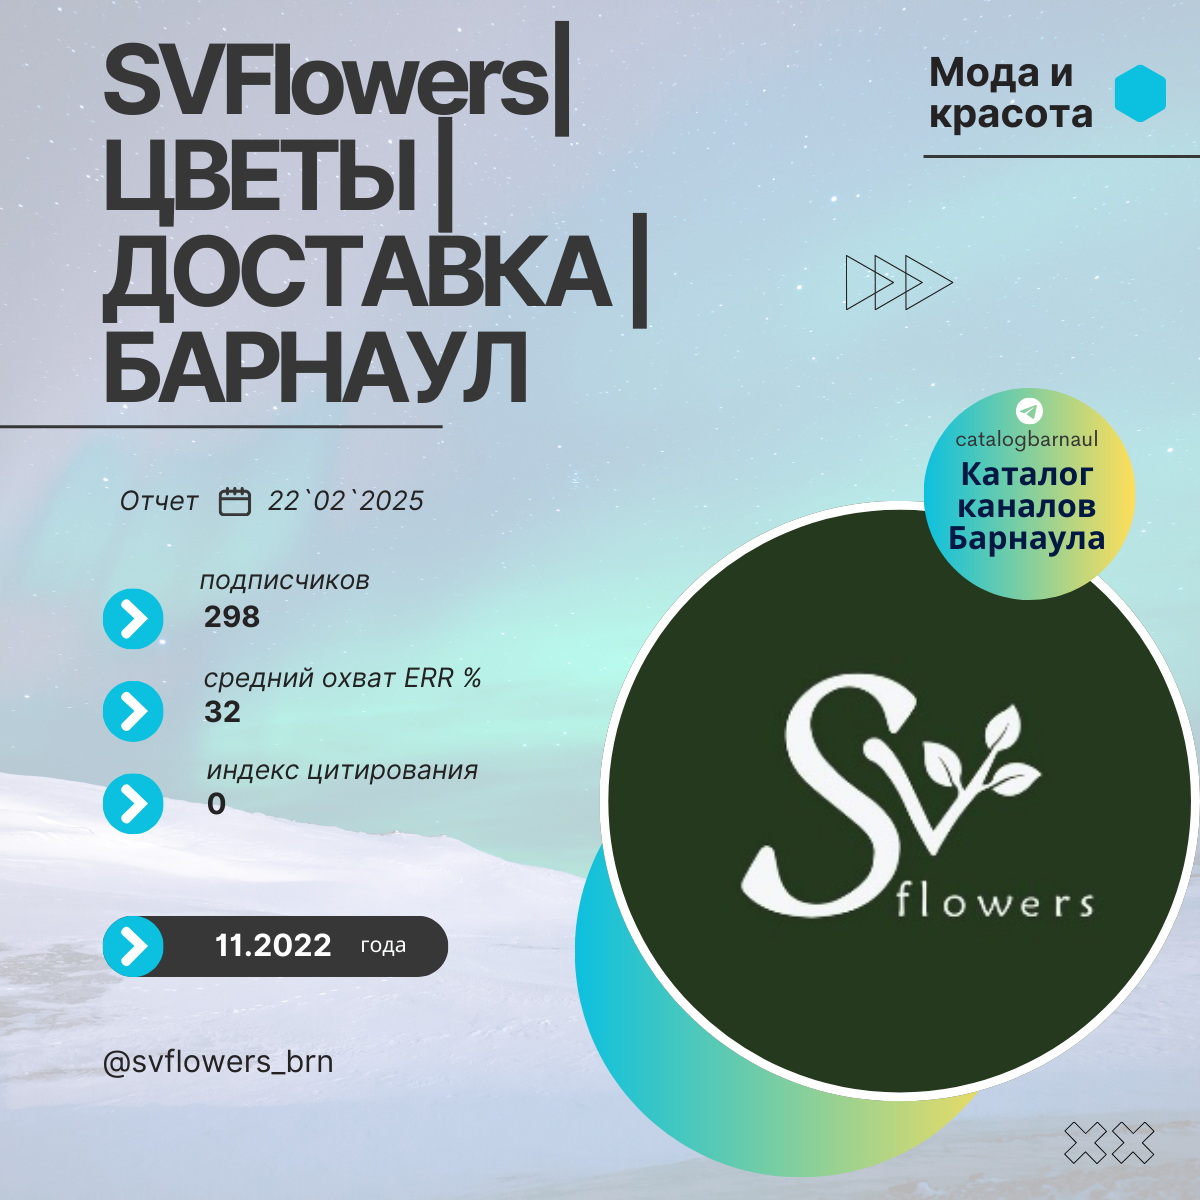 SVFlowers|
ЦВЕТЫ|
ДОСТАВКА|
БАРНАУЛ
Мода и
красота
catalogbarnaul
Каталог
каналов
Барнаула
Отчет 22`02`2025
подписчиков
298
средний охват ERR %
32
индекс цитирования
0
11.2022 года
@svflowers_brn
Sv
flowers